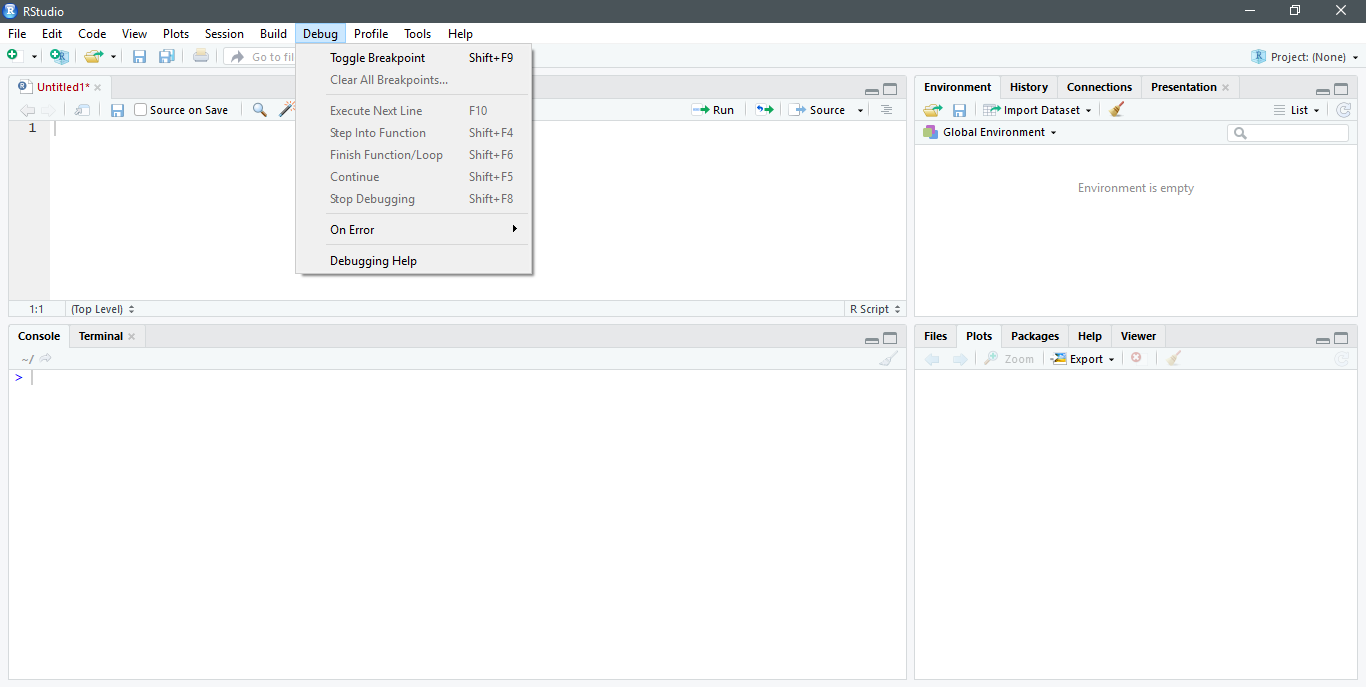 RStudio
File Edit Code View Plots Session Build Debug Profile Tools Help
Go to fil
Project: (None)
Untitled1*
Source on Save
Run
Source
1
1:1
(Top Level)
R Script
Toggle Breakpoint Shift+F9
Clear All Breakpoints...
Execute Next Line F10
Step Into Function Shift+F4
Finish Function/Loop Shift+F6
Continue Shift+F5
Stop Debugging Shift+F8
On Error
Debugging Help
Environment History Connections Presentation
Import Dataset
List
Global Environment
Environment is empty
Console Terminal
~/
>
Files Plots Packages Help Viewer
Zoom
Export